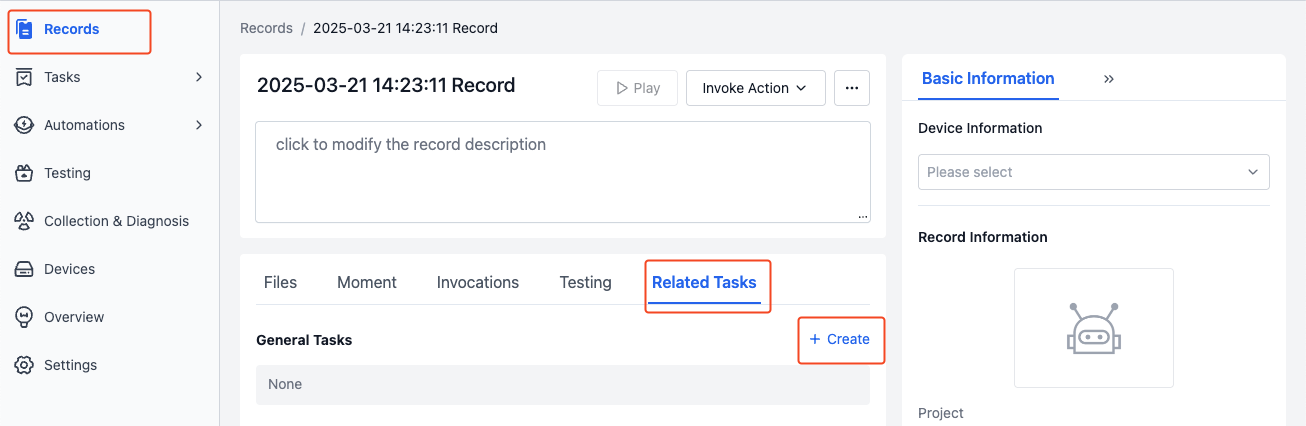 Records
Tasks
Automations
Testing
Collection & Diagnosis
Devices
Overview
Settings
Records / 2025-03-21 14:23:11 Record
2025-03-21 14:23:11 Record
Play
Invoke Action
...
click to modify the record description
...
Files Moment Invocations Testing Related Tasks
General Tasks
+ Create
None
Basic Information »
Device Information
Please select
Record Information
Project